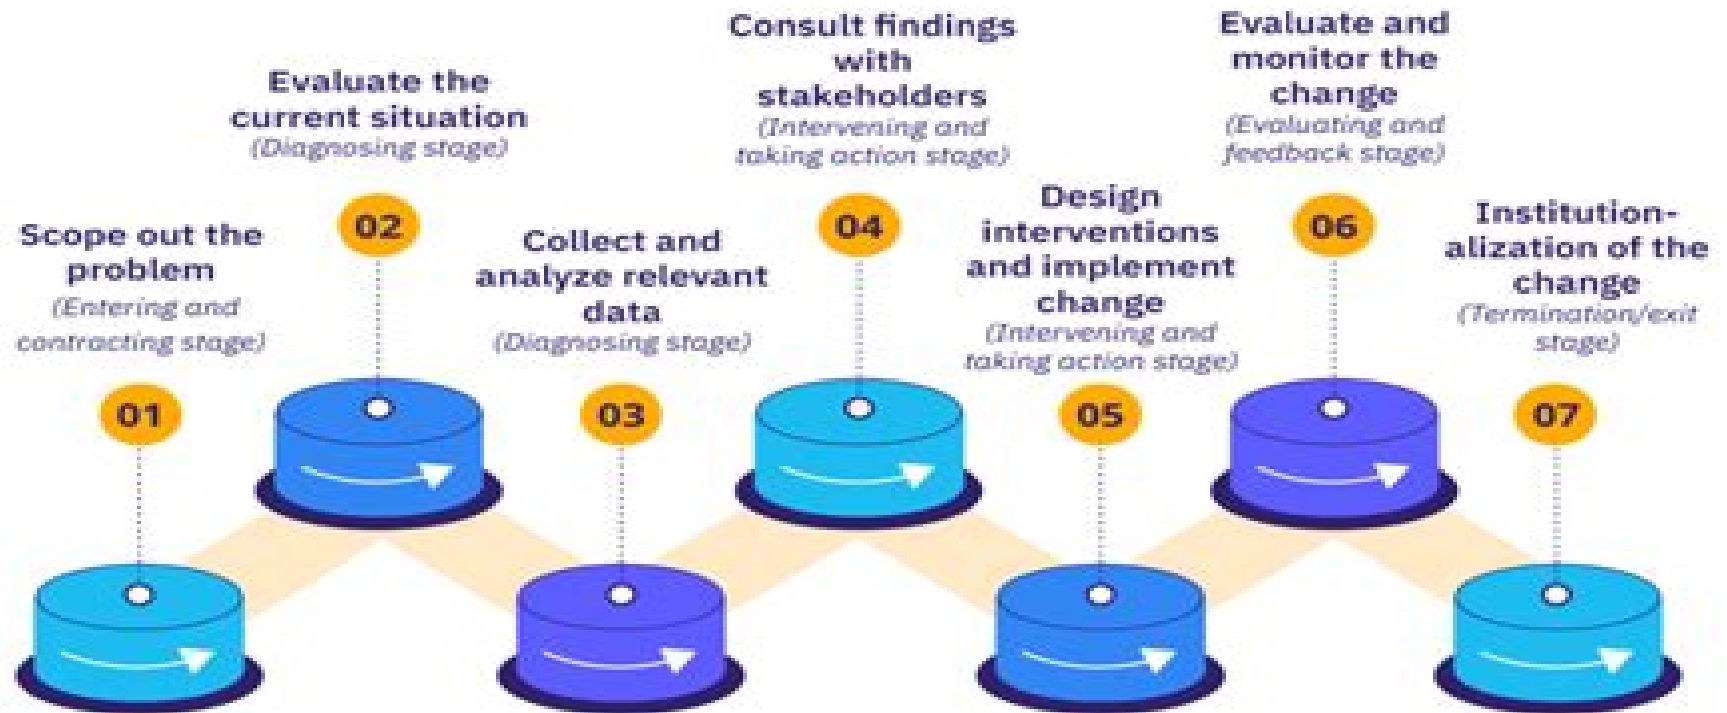 Scope out the
problem
(Entering and
contracting stage)
01
Evaluate the
current situation
(Diagnosing stage)
02
Collect and
analyze relevant
data
(Diagnosing stage)
03
Consult findings
with
stakeholders
(Intervening and
taking action stage)
04
Design
interventions
and implement
change
(Intervening and
taking action stage)
05
Evaluate and
monitor the
change
(Evaluating and
feedback stage)
06
Institution-
alization of the
change
(Termination/exit
stage)
07